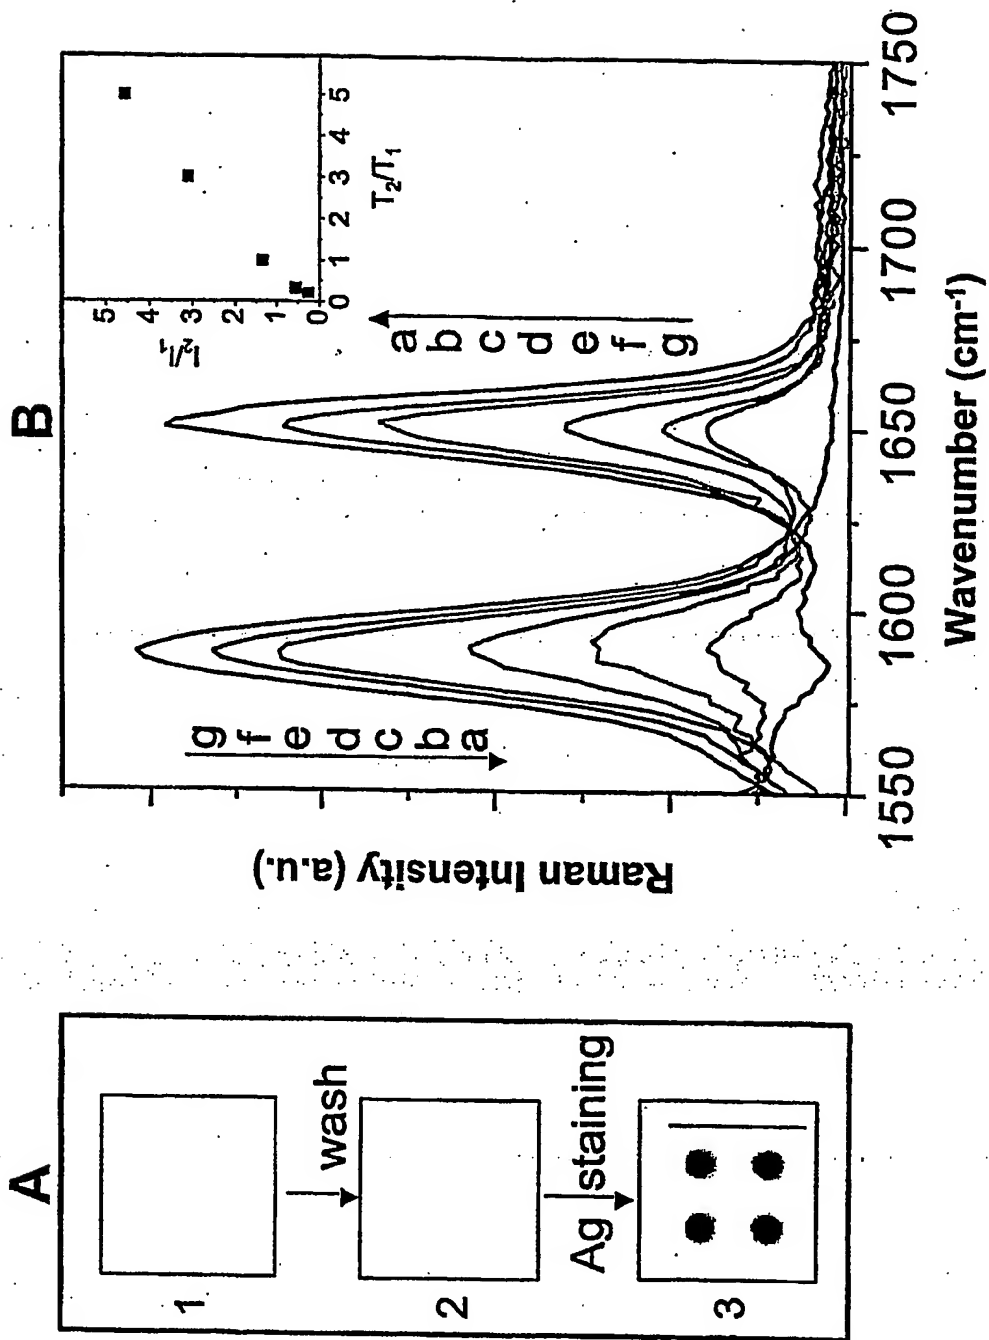 A
1
wash
2
Ag staining
3
B
Raman Intensity (a.u.)
g f e d c b a
a b c d e f g
I₂/I₁
5
4
3
2
1
0
0 1 2 3 4 5
T₂/T₁
1550 1600 1650 1700 1750
Wavenumber (cm⁻¹)